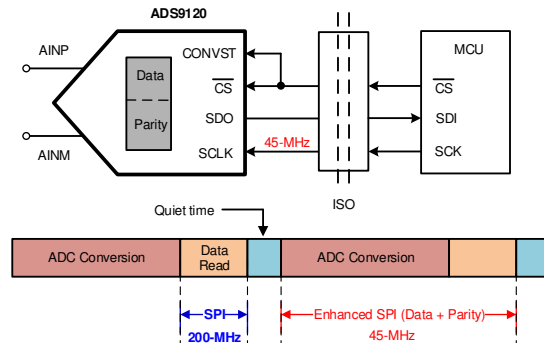 ADS9120
AINP
AINM
Data
Parity
CONVST
CS
SDO
SCLK
45-MHz
ISO
MCU
CS
SDI
SCK
Quiet time
ADC Conversion
Data
Read
ADC Conversion
SPI
200-MHz
Enhanced SPI (Data + Parity)
45-MHz